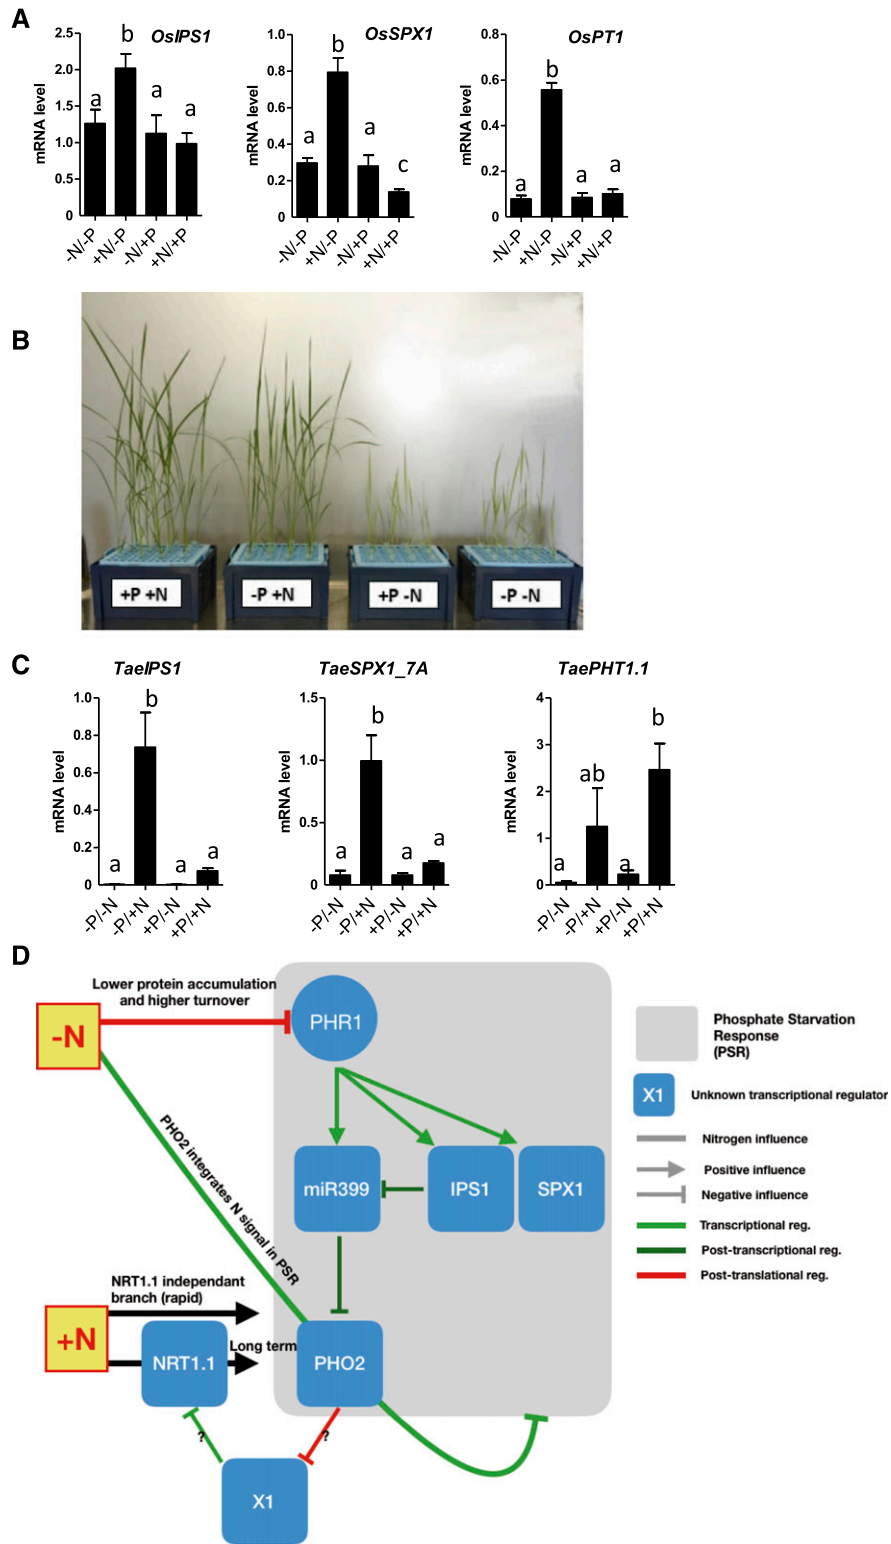 A
OsIPS1
OsSPX1
OsPT1
mRNA level
2.5
2.0
1.5
1.0
0.5
0
a
b
a
a
-N/-P
+N/-P
-N/+P
+N/+P
mRNA level
1.0
0.8
0.6
0.4
0.2
0
a
b
a
c
-N/-P
+N/-P
-N/+P
+N/+P
mRNA level
0.8
0.6
0.4
0.2
0
a
b
a
a
-N/-P
+N/-P
-N/+P
+N/+P
B
+P +N
-P +N
+P -N
-P -N
C
TaeIPS1
TaeSPX1_7A
TaePHT1.1
mRNA level
1.0
0.8
0.6
0.4
0.2
0
a
b
a
a
-P/-N
-P/+N
+P/-N
+P/+N
mRNA level
1.5
1.0
0.5
0
a
b
a
a
-P/-N
-P/+N
+P/-N
+P/+N
mRNA level
4
3
2
1
0
a
ab
a
b
-P/-N
-P/+N
+P/-N
+P/+N
D
Lower protein accumulation
and higher turnover
-N
PHR1
PHO2 integrates N signal in PSR
miR399
IPS1
SPX1
NRT1.1 independant
branch (rapid)
+N
NRT1.1
Long term
PHO2
?
?
X1
Phosphate Starvation
Response
(PSR)
X1
Unknown transcriptional regulator
Nitrogen influence
Positive influence
Negative influence
Transcriptional reg.
Post-transcriptional reg.
Post-translational reg.